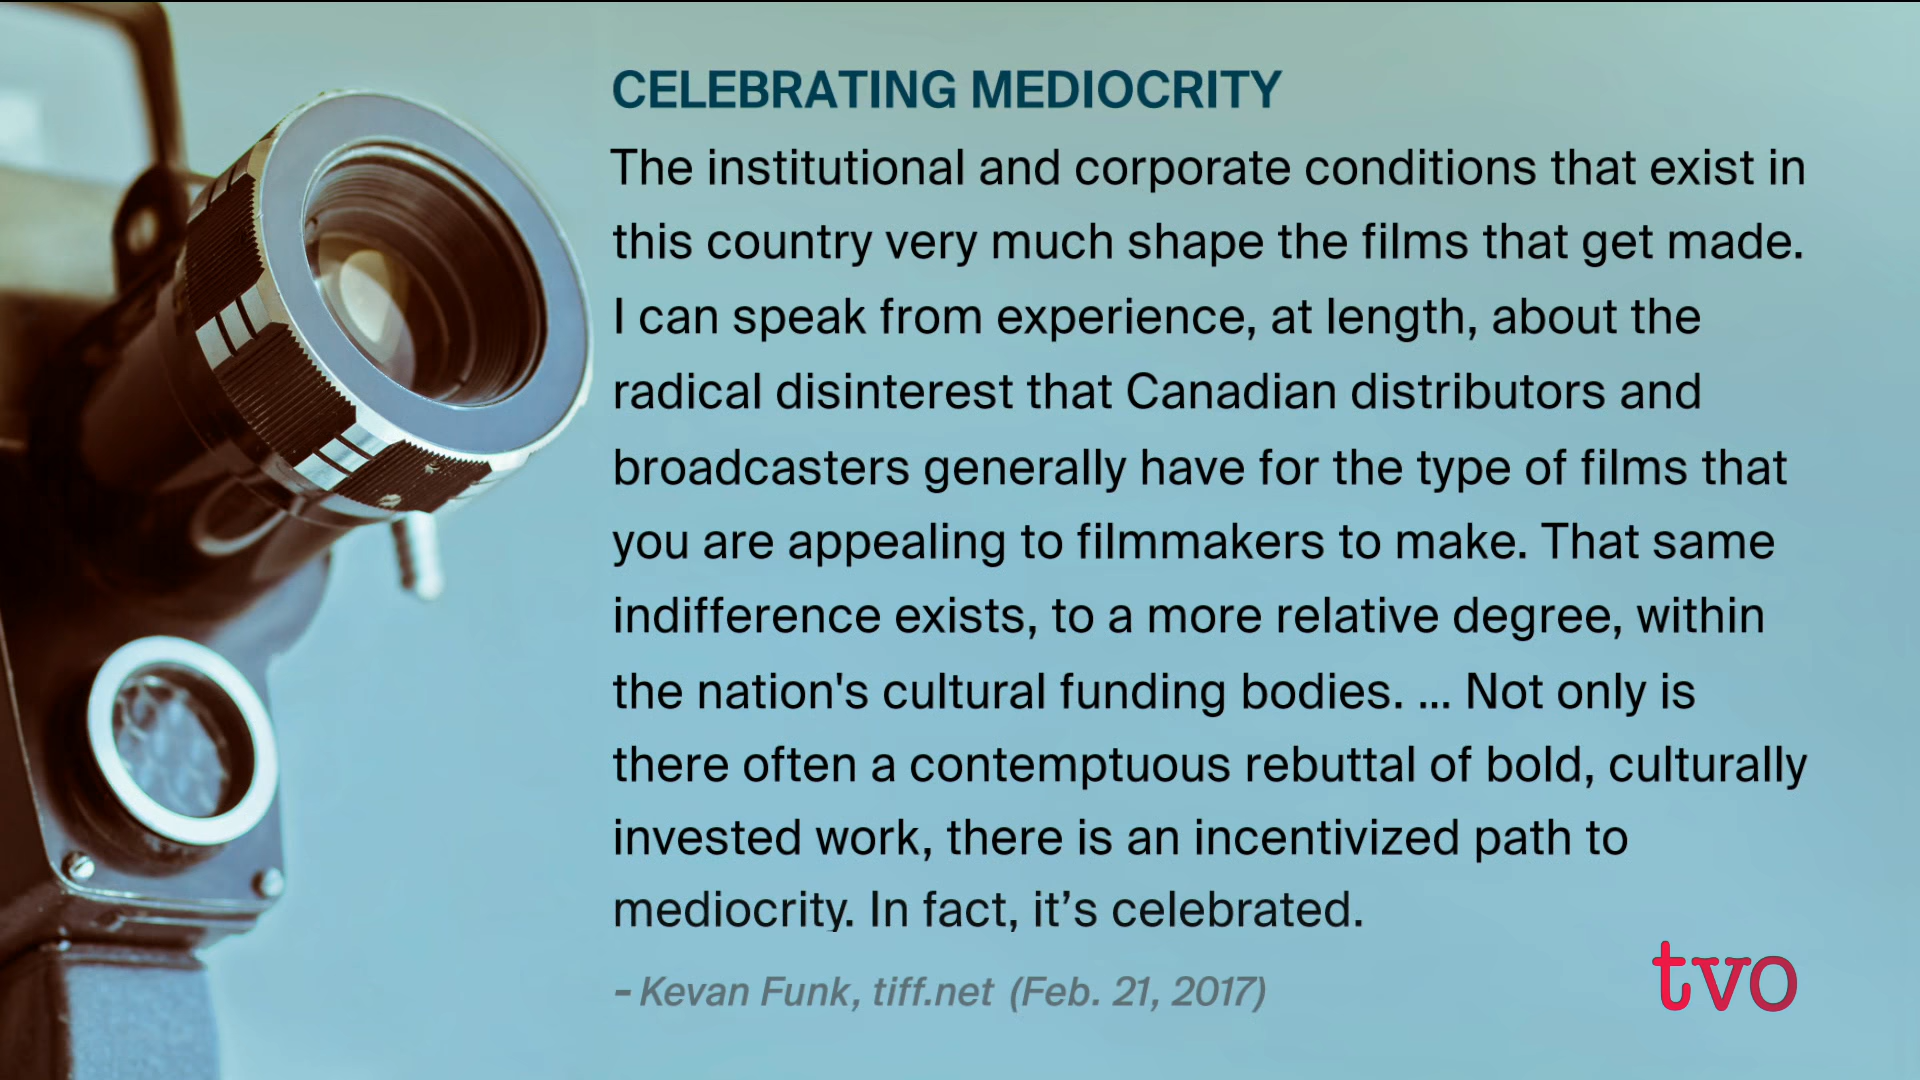 CELEBRATING MEDIOCRITY
The institutional and corporate conditions that exist in
this country very much shape the films that get made.
I can speak from experience, at length, about the
radical disinterest that Canadian distributors and
broadcasters generally have for the type of films that
you are appealing to filmmakers to make. That same
indifference exists, to a more relative degree, within
the nation's cultural funding bodies. ... Not only is
there often a contemptuous rebuttal of bold, culturally
invested work, there is an incentivized path to
mediocrity. In fact, it’s celebrated.
- Kevan Funk, tiff.net (Feb. 21, 2017)
tvo